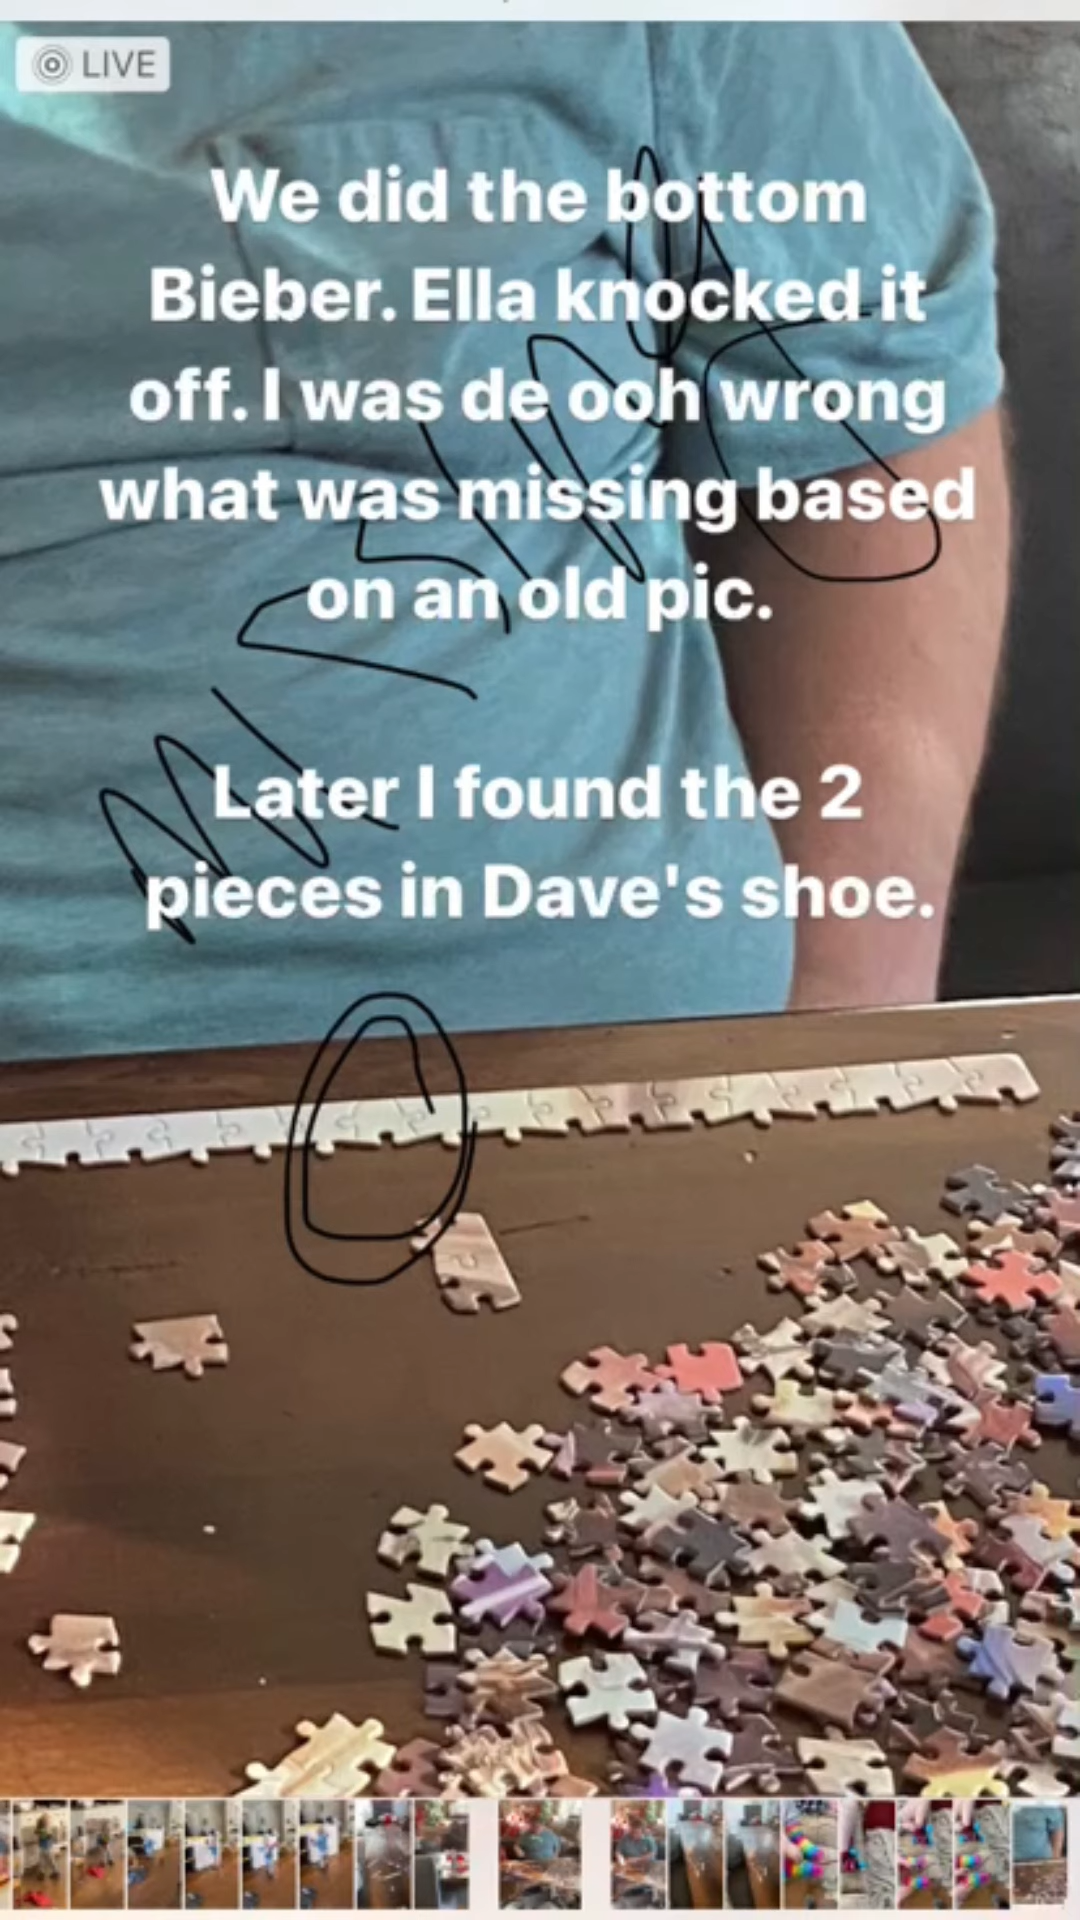 LIVE
We did the bottom
Bieber. Ella knocked it
off. I was de ooh wrong
what was missing based
on an old pic.
Later I found the 2
pieces in Dave's shoe.